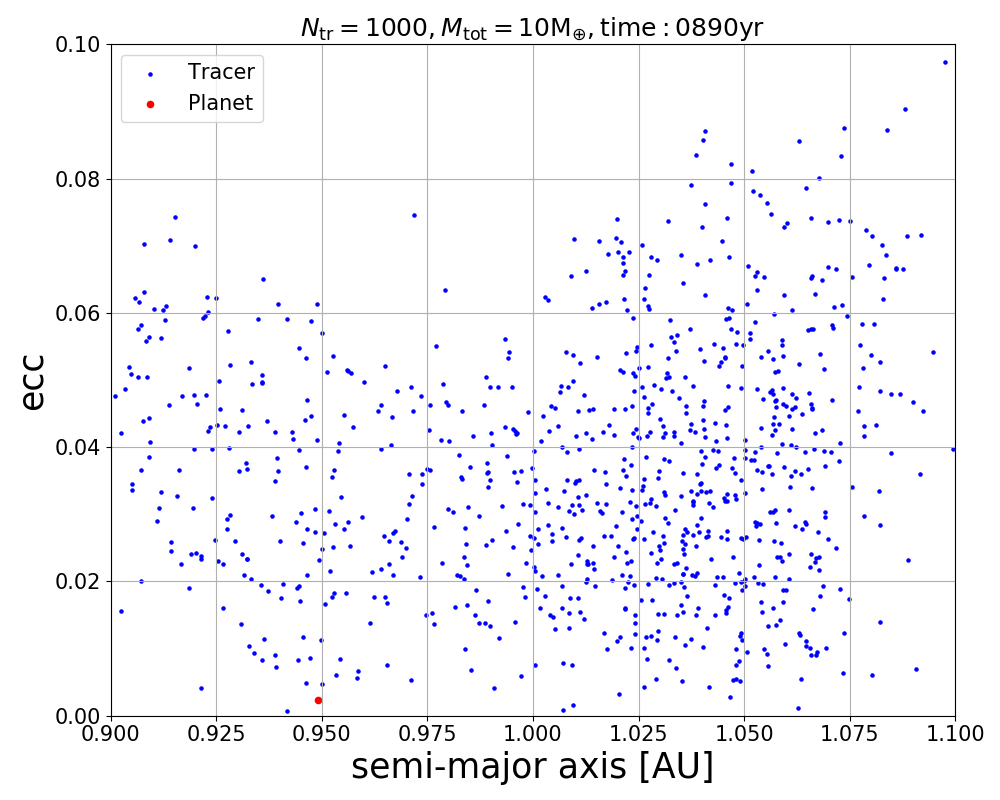 N_tr = 1000, M_tot = 10M_⊕, time : 0890yr
Tracer
Planet
0.10
0.08
0.06
0.04
0.02
0.00
ecc
0.900 0.925 0.950 0.975 1.000 1.025 1.050 1.075 1.100
semi-major axis [AU]